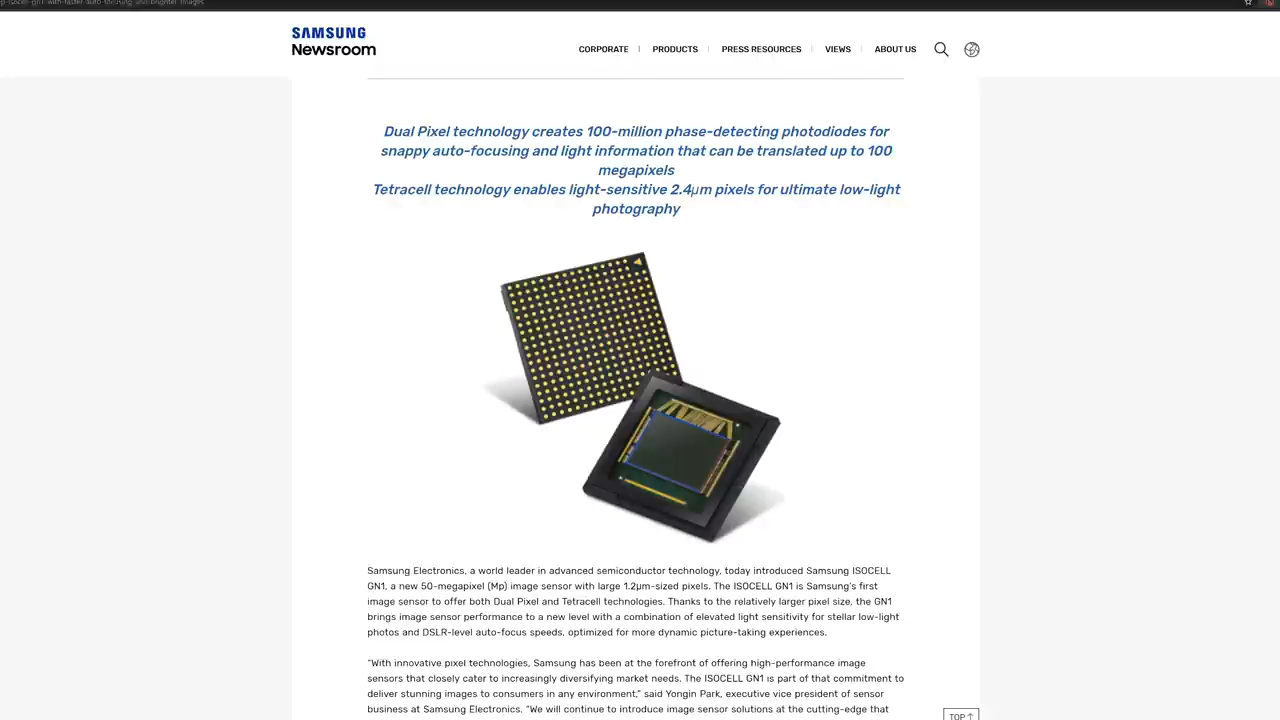 p-isocell-gn1-with-faster-auto-focusing-and-brighter-images
SAMSUNG
Newsroom
CORPORATE
PRODUCTS
PRESS RESOURCES
VIEWS
ABOUT US
Dual Pixel technology creates 100-million phase-detecting photodiodes for
snappy auto-focusing and light information that can be translated up to 100
megapixels
Tetracell technology enables light-sensitive 2.4μm pixels for ultimate low-light
photography
Samsung Electronics, a world leader in advanced semiconductor technology, today introduced Samsung ISOCELL
GN1, a new 50-megapixel (Mp) image sensor with large 1.2μm-sized pixels. The ISOCELL GN1 is Samsung's first
image sensor to offer both Dual Pixel and Tetracell technologies. Thanks to the relatively larger pixel size, the GN1
brings image sensor performance to a new level with a combination of elevated light sensitivity for stellar low-light
photos and DSLR-level auto-focus speeds, optimized for more dynamic picture-taking experiences.
“With innovative pixel technologies, Samsung has been at the forefront of offering high-performance image
sensors that closely cater to increasingly diversifying market needs. The ISOCELL GN1 is part of that commitment to
deliver stunning images to consumers in any environment,” said Yongin Park, executive vice president of sensor
business at Samsung Electronics. “We will continue to introduce image sensor solutions at the cutting-edge that
TOP↑